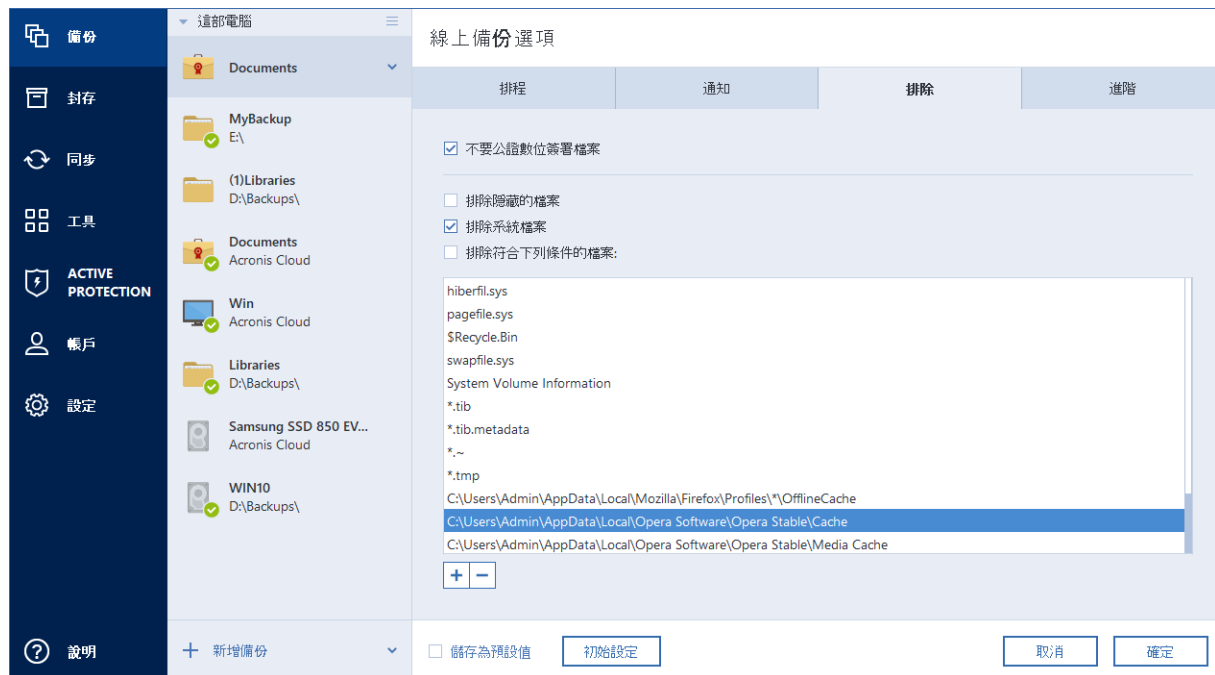 備份
封存
同步
工具
ACTIVE
PROTECTION
帳戶
設定
說明
這部電腦
Documents
MyBackup
E:\
(1)Libraries
D:\Backups\
Documents
Acronis Cloud
Win
Acronis Cloud
Libraries
D:\Backups\
Samsung SSD 850 EV...
Acronis Cloud
WIN10
D:\Backups\
新增備份
線上備份選項
排程
通知
排除
進階
不要公證數位簽署檔案
排除隱藏的檔案
排除系統檔案
排除符合下列條件的檔案:
hiberfil.sys
pagefile.sys
$Recycle.Bin
swapfile.sys
System Volume Information
*.tib
*.tib.metadata
*.~
*.tmp
C:\Users\Admin\AppData\Local\Mozilla\Firefox\Profiles\*\OfflineCache
C:\Users\Admin\AppData\Local\Opera Software\Opera Stable\Cache
C:\Users\Admin\AppData\Local\Opera Software\Opera Stable\Media Cache
儲存為預設值
初始設定
取消
確定